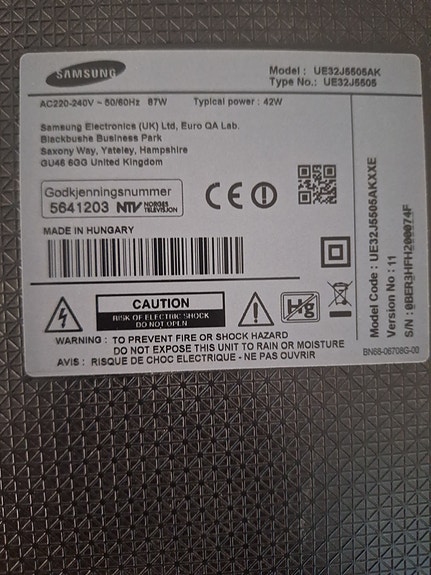 SAMSUNG
Model : UE32J5505AK
Type No.: UE32J5505
AC220-240V ~ 50/60Hz 87W Typical power : 42W
Samsung Electronics (UK) Ltd, Euro QA Lab.
Blackbushe Business Park
Saxony Way, Yateley, Hampshire
GU46 6GG United Kingdom
Godkjenningsnummer
5641203 NTV NORGES TELEVISJON
CE
MADE IN HUNGARY
CAUTION
RISK OF ELECTRIC SHOCK
DO NOT OPEN
Hg
WARNING : TO PREVENT FIRE OR SHOCK HAZARD
DO NOT EXPOSE THIS UNIT TO RAIN OR MOISTURE
AVIS : RISQUE DE CHOC ELECTRIQUE - NE PAS OUVRIR
Model Code : UE32J5505AKXXE
Version No : 11
S/N : 0BER3HFH200074F
BN68-06708G-00